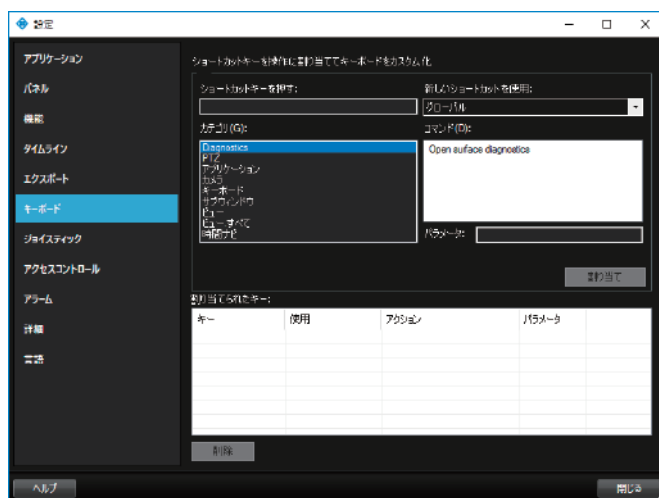 設定
アプリケーション
パネル
機能
タイムライン
エクスポート
キーボード
ジョイスティック
アクセスコントロール
アラーム
詳細
言語
ショートカットキーを操作に割り当ててキーボードをカスタム化
ショートカットキーを押す:
新しいショートカットを使用:
グローバル
カテゴリ(G):
コマンド(D):
Diagnostics
PTZ
アプリケーション
カメラ
キーボード
サブウィンドウ
ビュー
ビュー すべて
時間ナビ
Open surface diagnostics
パラメータ:
割り当て
割り当てられたキー:
キー 使用 アクション パラメータ
削除
ヘルプ
閉じる